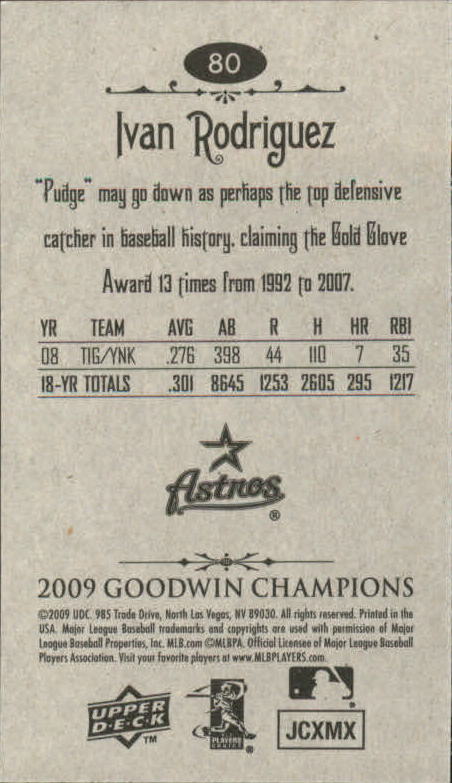 80
Ivan Rodriguez
"Pudge" may go down as perhaps the top defensive
catcher in baseball history, claiming the Gold Glove
Award 13 times from 1992 to 2007.
YR TEAM AVG AB R H HR RBI
08 TIG/YNK .276 398 44 110 7 35
18-YR TOTALS .301 8645 1253 2605 295 1217
Astros®
2009 GOODWIN CHAMPIONS
©2009 UDC. 985 Trade Drive, North Las Vegas, NV 89030. All rights reserved. Printed in the
USA. Major League Baseball trademarks and copyrights are used with permission of Major
League Baseball Properties, Inc. MLB.com ©MLBPA. Official Licensee of Major League Baseball
Players Association. Visit your favorite players at www.MLBPLAYERS.com.
UPPER
D·E·C·K
TM
PLAYERS
CHOICE
®
JCXMX